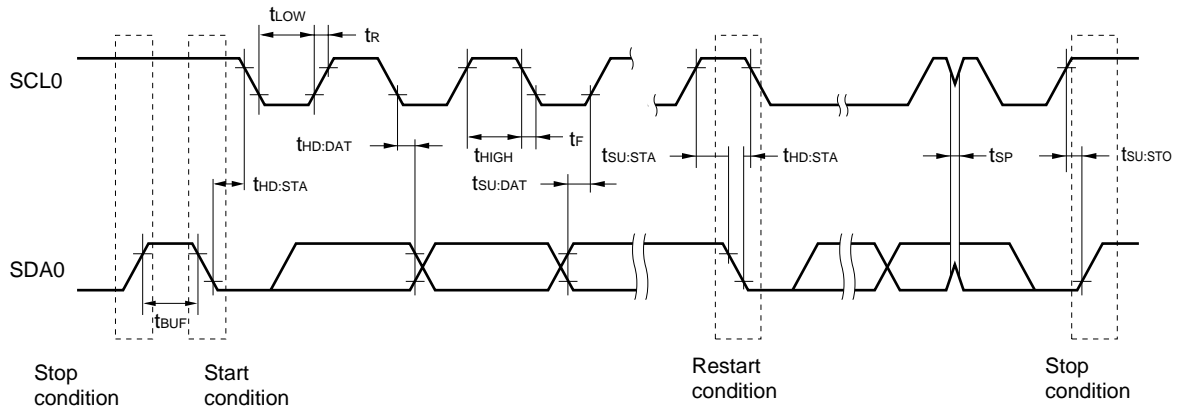 tLOW
tR
SCL0
tHD:DAT
tHIGH
tF
tSU:STA
tHD:STA
tSP
tSU:STO
tHD:STA
tSU:DAT
SDA0
tBUF
Stop
condition
Start
condition
Restart
condition
Stop
condition